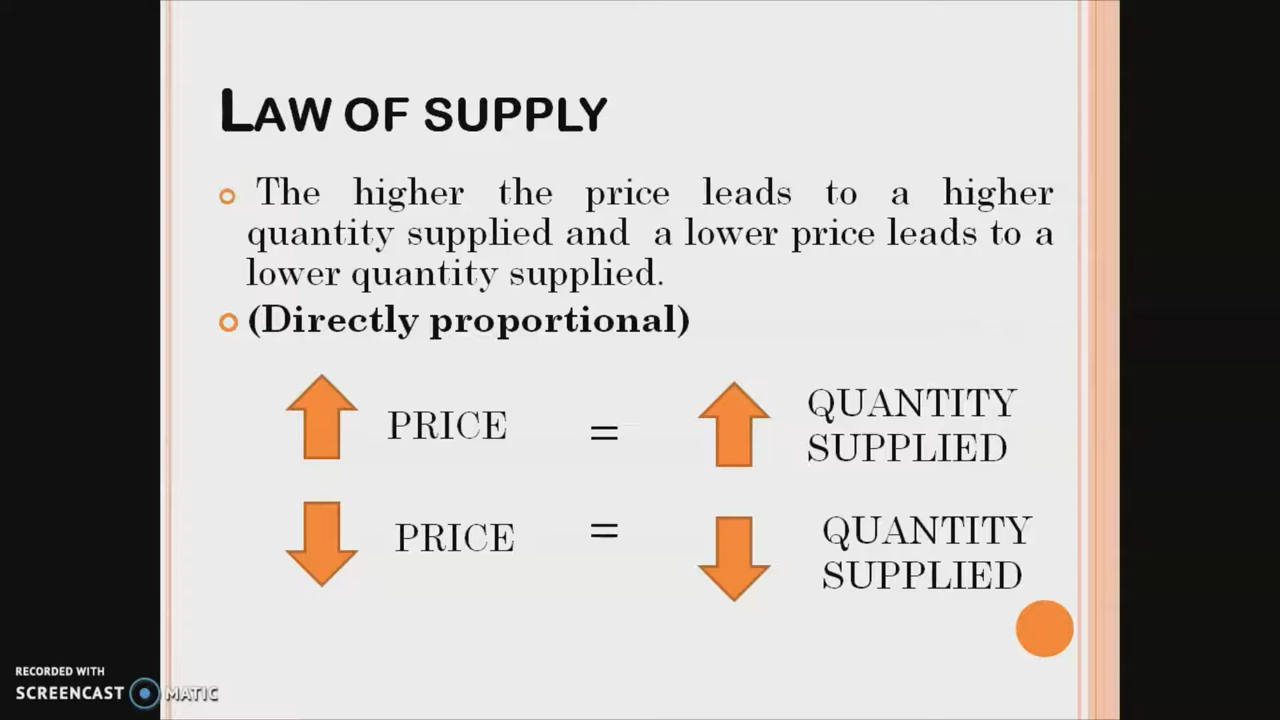 LAW OF SUPPLY
The higher the price leads to a higher
quantity supplied and a lower price leads to a
lower quantity supplied.
(Directly proportional)
PRICE = QUANTITY
SUPPLIED
PRICE = QUANTITY
SUPPLIED
RECORDED WITH
SCREENCAST MATIC